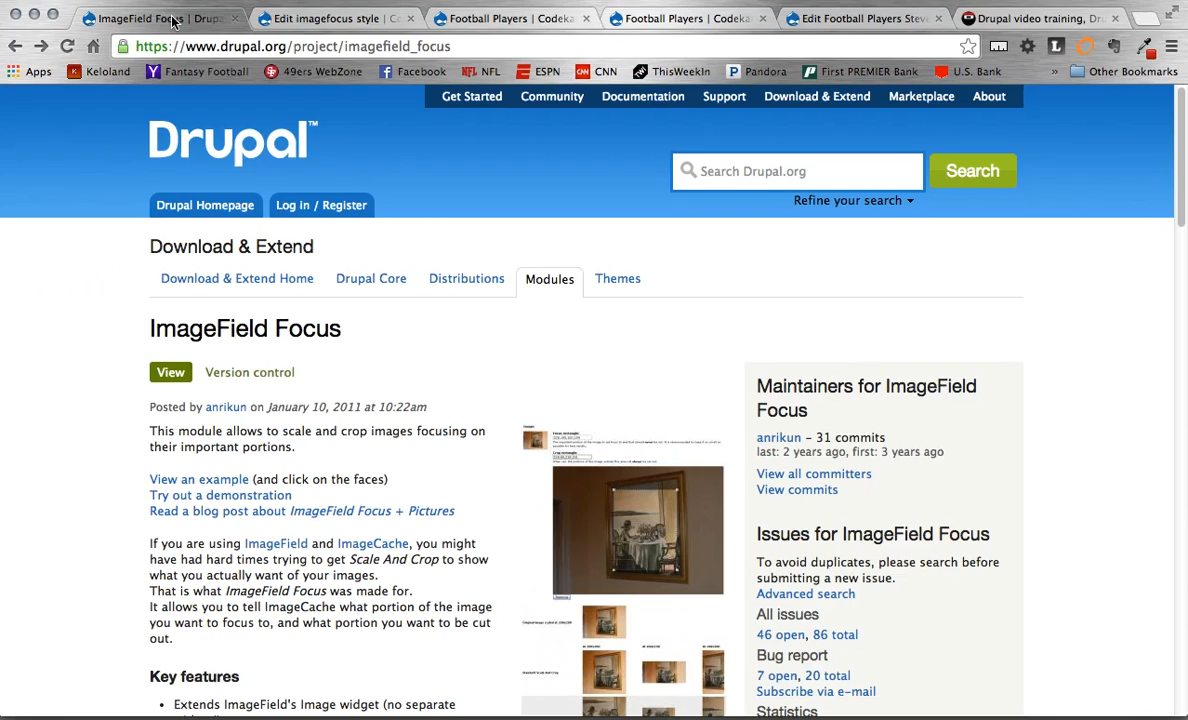 ImageField Focus | Drupa
Edit imagefocus style | Co
Football Players | Codeka
Football Players | Codeka
Edit Football Players Steve
Drupal video training, Dru
https://www.drupal.org/project/imagefield_focus
Apps
Keloland
Fantasy Football
49ers WebZone
Facebook
NFL
ESPN
CNN
ThisWeekIn
Pandora
First PREMIER Bank
U.S. Bank
»
Other Bookmarks
Get Started
Community
Documentation
Support
Download & Extend
Marketplace
About
Drupal™
Search Drupal.org
Search
Refine your search
Drupal Homepage
Log in / Register
Download & Extend
Download & Extend Home
Drupal Core
Distributions
Modules
Themes
ImageField Focus
View
Version control
Posted by anrikun on January 10, 2011 at 10:22am
This module allows to scale and crop images focusing on
their important portions.
View an example (and click on the faces)
Try out a demonstration
Read a blog post about ImageField Focus + Pictures
If you are using ImageField and ImageCache, you might
have had hard times trying to get Scale And Crop to show
what you actually want of your images.
That is what ImageField Focus was made for.
It allows you to tell ImageCache what portion of the image
you want to focus to, and what portion you want to be cut
out.
Key features
• Extends ImageField's Image widget (no separate
Maintainers for ImageField
Focus
anrikun – 31 commits
last: 2 years ago, first: 3 years ago
View all committers
View commits
Issues for ImageField Focus
To avoid duplicates, please search before
submitting a new issue.
Advanced search
All issues
46 open, 86 total
Bug report
7 open, 20 total
Subscribe via e-mail
Statistics